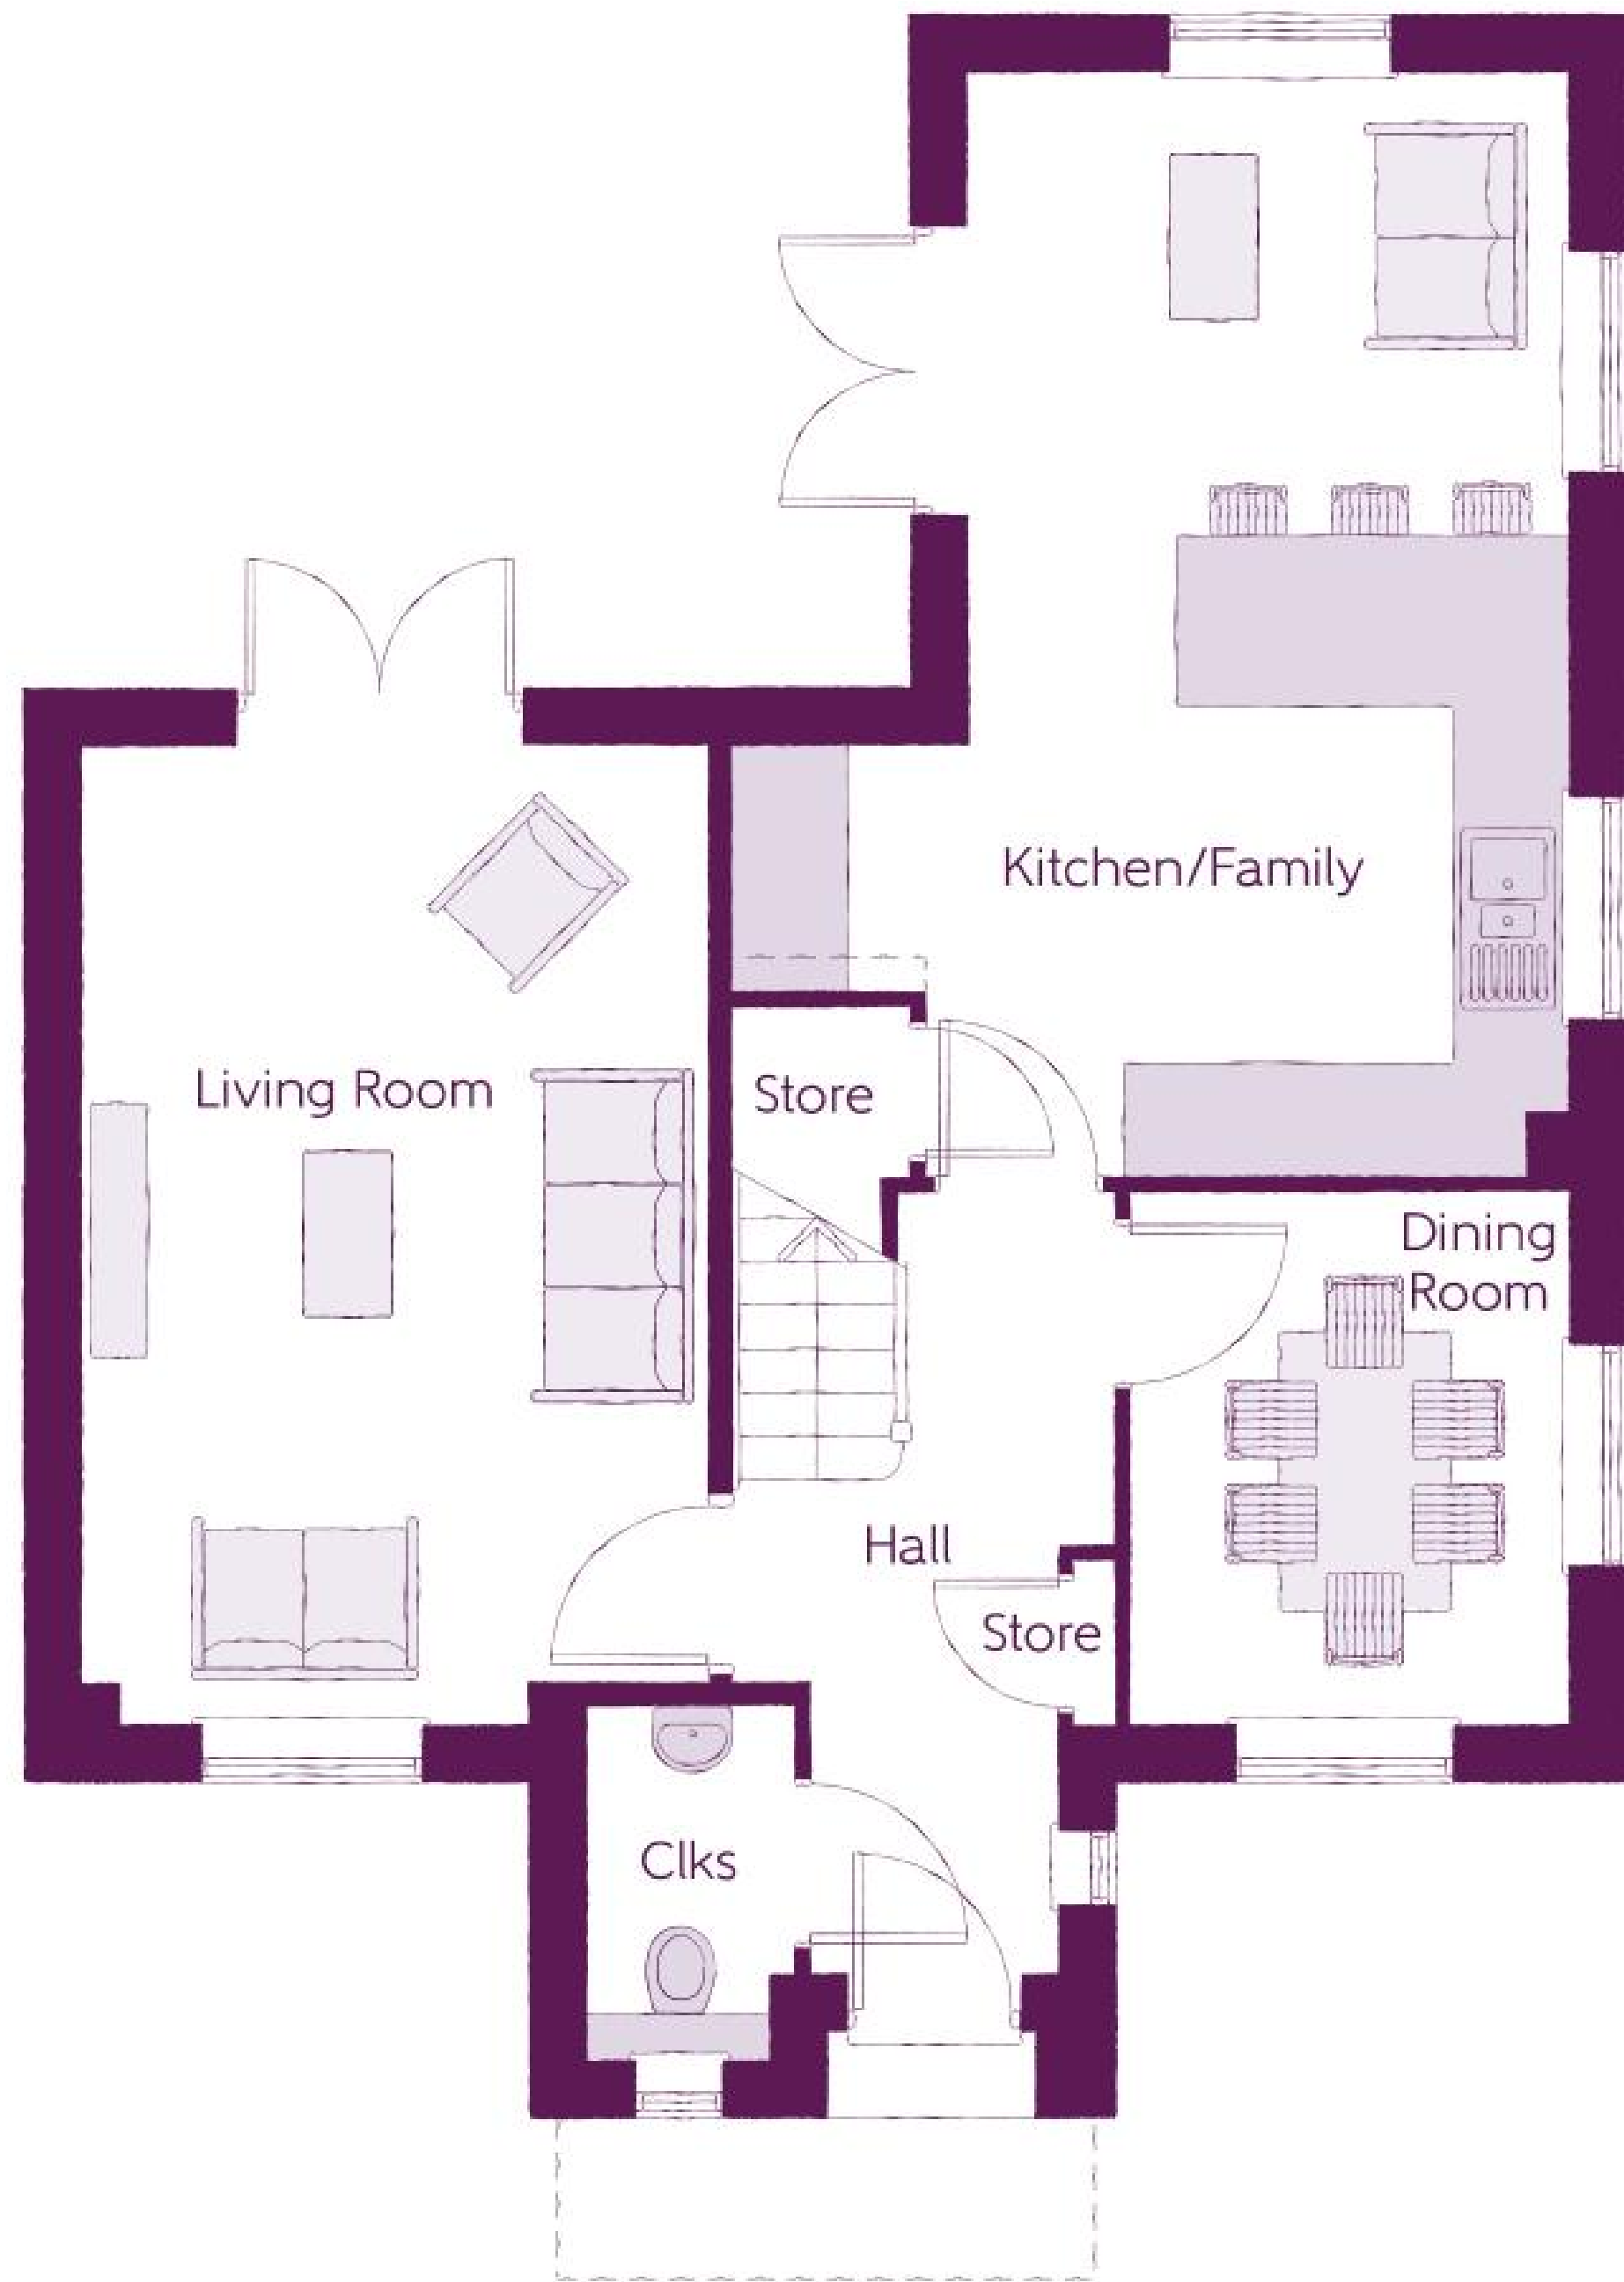 Kitchen/Family
Living Room
Store
Dining
Room
Hall
Store
Clks